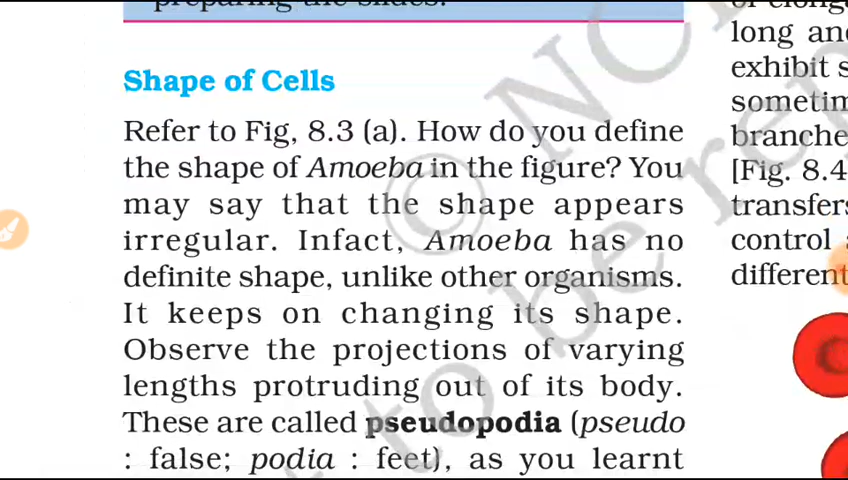 preparing the slides.
Shape of Cells
Refer to Fig, 8.3 (a). How do you define
the shape of Amoeba in the figure? You
may say that the shape appears
irregular. Infact, Amoeba has no
definite shape, unlike other organisms.
It keeps on changing its shape.
Observe the projections of varying
lengths protruding out of its body.
These are called pseudopodia (pseudo
: false; podia : feet), as you learnt
long an
exhibit s
sometim
branche
[Fig. 8.4
transfers
control
different